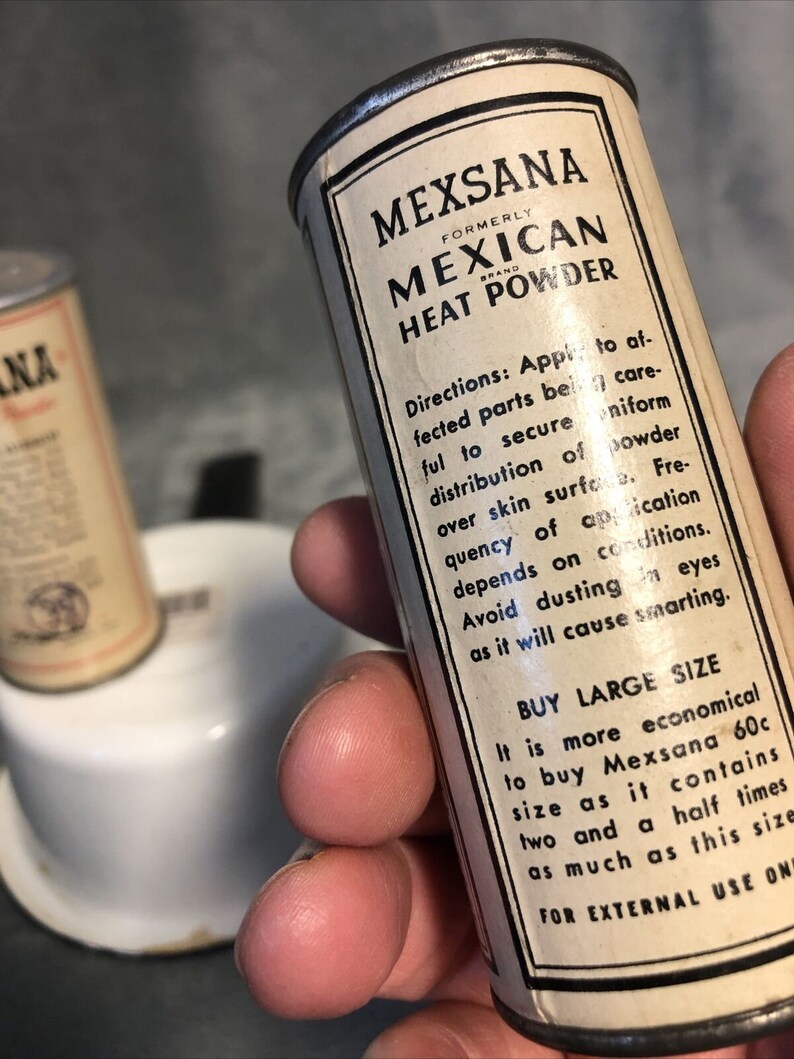 MEXSANA
FORMERLY
MEXICAN
BRAND
HEAT POWDER
Directions: Apply to af-
fected parts being care-
ful to secure uniform
distribution of powder
over skin surface. Fre-
quency of application
depends on conditions.
Avoid dusting in eyes
as it will cause smarting.
BUY LARGE SIZE
It is more economical
to buy Mexsana 60c
size as it contains
two and a half times
as much as this size
FOR EXTERNAL USE ONL
ANA